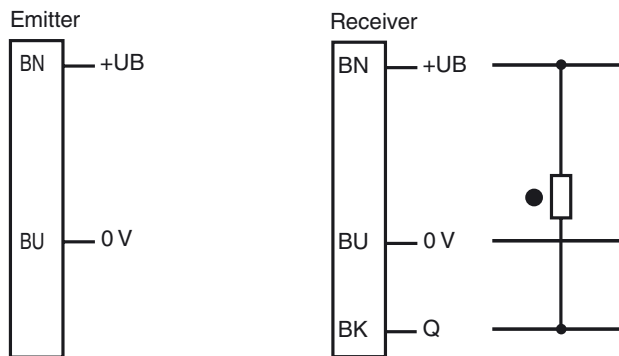 Emitter
BN +UB
BU 0 V
Receiver
BN +UB
BU 0 V
BK Q